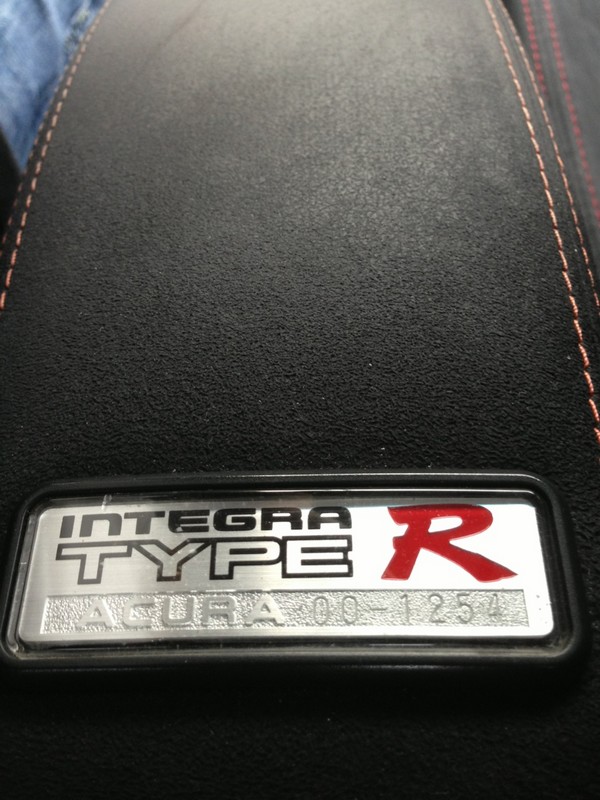 INTEGRA
TYPE R
ACURA 00-1254